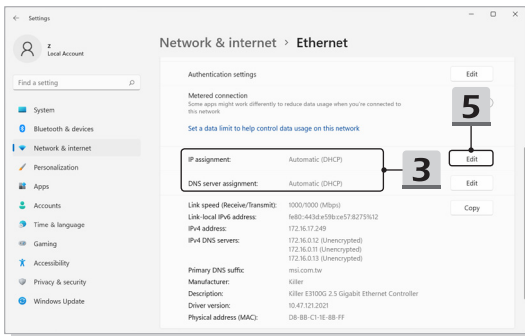 Settings
z
Local Account
Find a setting
System
Bluetooth & devices
Network & internet
Personalization
Apps
Accounts
Time & language
Gaming
Accessibility
Privacy & security
Windows Update
Network & internet > Ethernet
Authentication settings
Edit
Metered connection
Some apps might work differently to reduce data usage when you're connected to
this network
Set a data limit to help control data usage on this network
5
IP assignment: Automatic (DHCP)
Edit
3
DNS server assignment: Automatic (DHCP)
Edit
Link speed (Receive/Transmit): 1000/1000 (Mbps)
Copy
Link-local IPv6 address: fe80::443d:e59b:ce57:8275%12
IPv4 address: 172.16.17.249
IPv4 DNS servers: 172.16.0.12 (Unencrypted)
172.16.0.11 (Unencrypted)
172.16.0.13 (Unencrypted)
Primary DNS suffix: msi.com.tw
Manufacturer: Killer
Description: Killer E3100G 2.5 Gigabit Ethernet Controller
Driver version: 10.47.121.2021
Physical address (MAC): D8-BB-C1-1E-88-FF